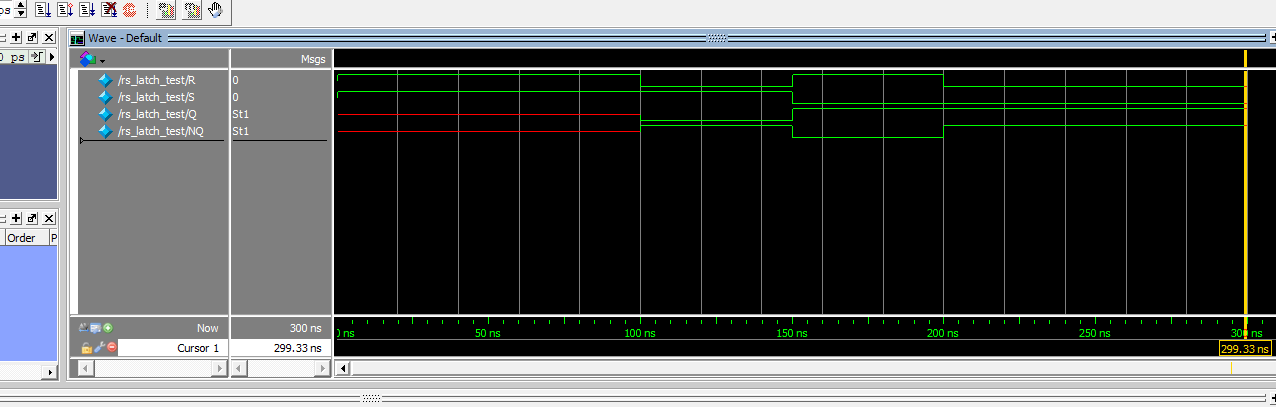 ps
Wave - Default
0 ps
Msgs
/rs_latch_test/R 0
/rs_latch_test/S 0
/rs_latch_test/Q St1
/rs_latch_test/NQ St1
Order P
Now 300 ns
ns 50 ns 100 ns 150 ns 200 ns 250 ns 300 ns
Cursor 1 299.33 ns
299.33 ns